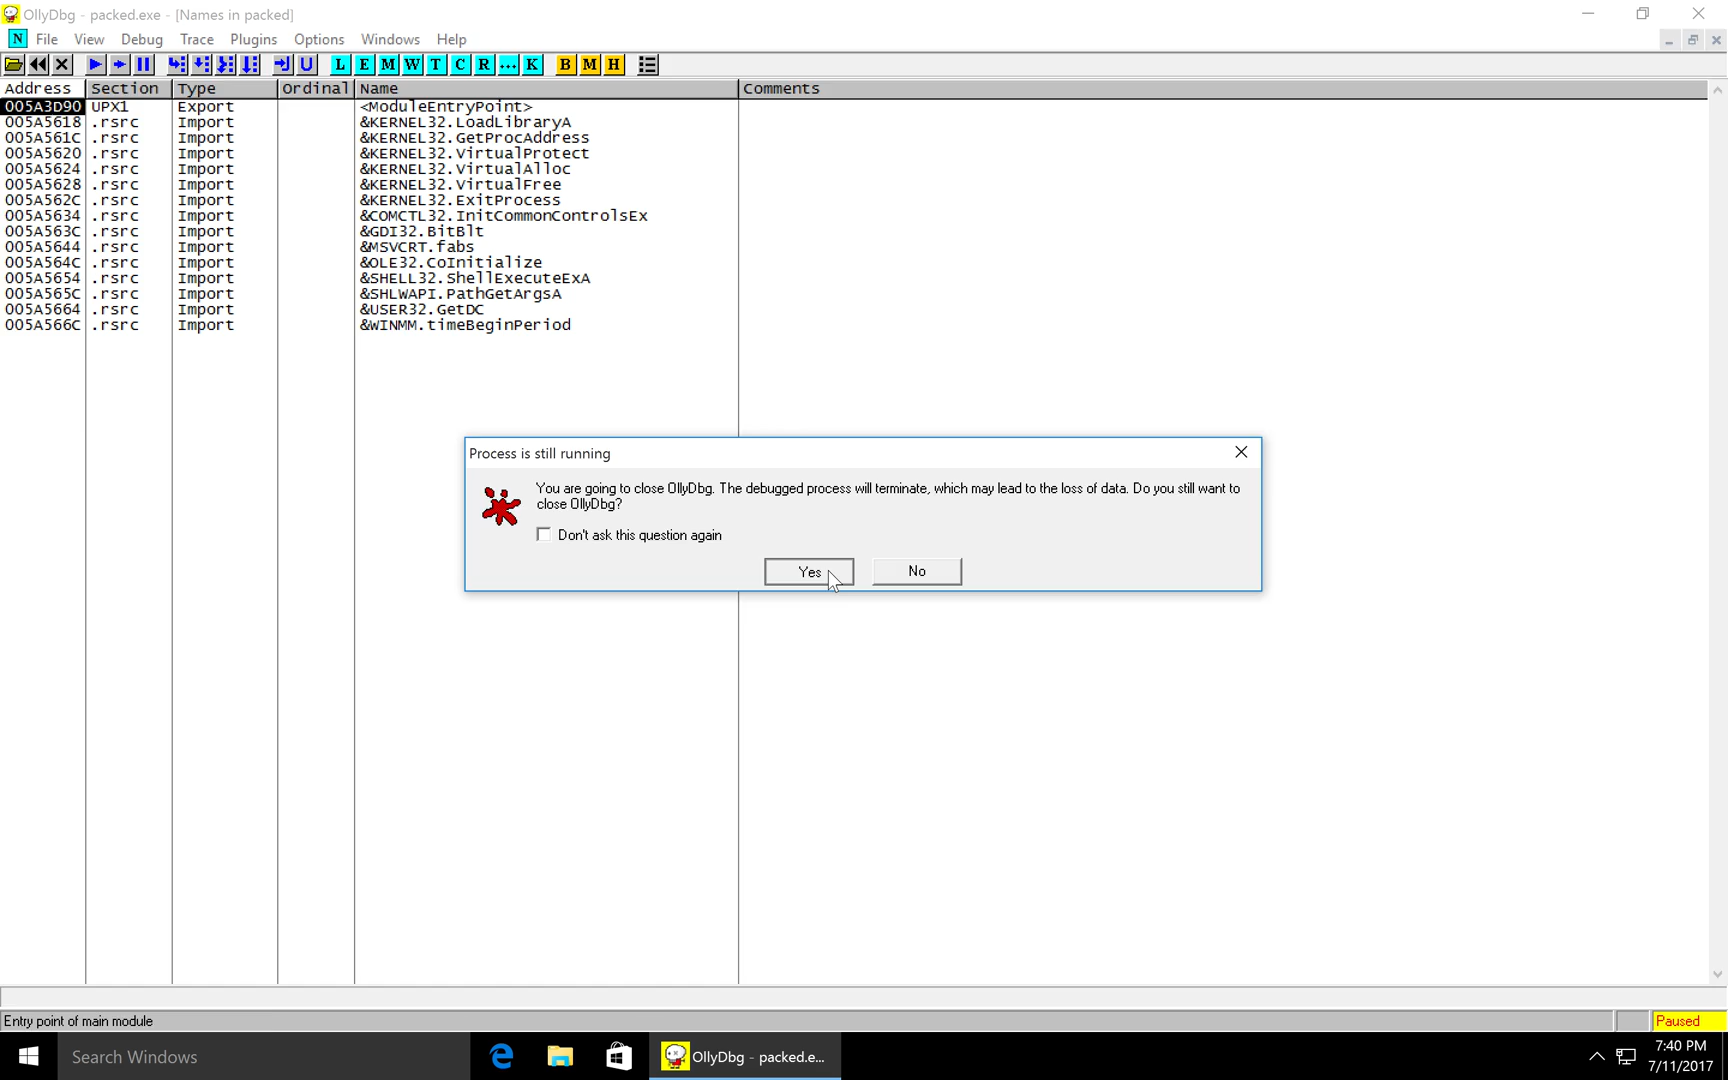 OllyDbg - packed.exe - [Names in packed]
N File View Debug Trace Plugins Options Windows Help
L E M W T C R ... K B M H
Address Section Type Ordinal Name Comments
005A3D90 UPX1 Export <ModuleEntryPoint>
005A5618 .rsrc Import &KERNEL32.LoadLibraryA
005A561C .rsrc Import &KERNEL32.GetProcAddress
005A5620 .rsrc Import &KERNEL32.VirtualProtect
005A5624 .rsrc Import &KERNEL32.VirtualAlloc
005A5628 .rsrc Import &KERNEL32.VirtualFree
005A562C .rsrc Import &KERNEL32.ExitProcess
005A5634 .rsrc Import &COMCTL32.InitCommonControlsEx
005A563C .rsrc Import &GDI32.BitBlt
005A5644 .rsrc Import &MSVCRT.fabs
005A564C .rsrc Import &OLE32.CoInitialize
005A5654 .rsrc Import &SHELL32.ShellExecuteExA
005A565C .rsrc Import &SHLWAPI.PathGetArgsA
005A5664 .rsrc Import &USER32.GetDC
005A566C .rsrc Import &WINMM.timeBeginPeriod
Process is still running
You are going to close OllyDbg. The debugged process will terminate, which may lead to the loss of data. Do you still want to
close OllyDbg?
Don't ask this question again
Yes No
Entry point of main module
Paused
Search Windows
OllyDbg - packed.e...
7:40 PM
7/11/2017